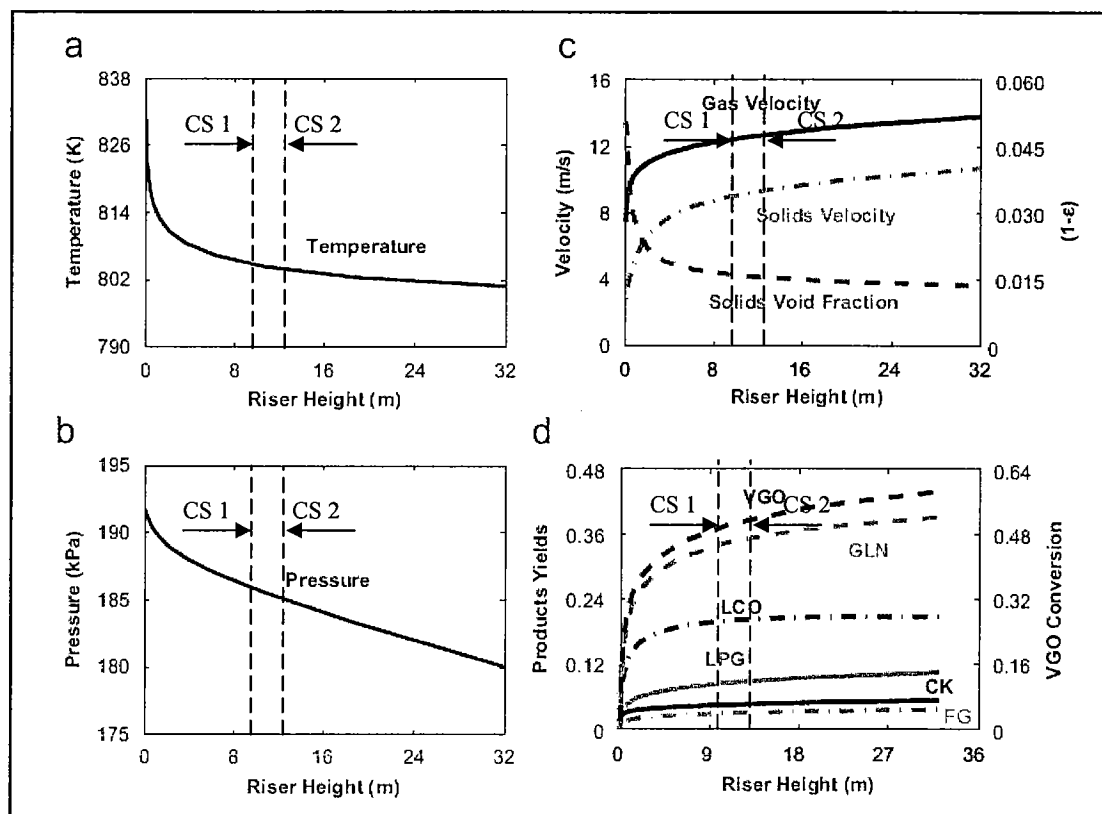 a
838
826
814
802
790
Temperature (K)
CS 1
CS 2
Temperature
0
8
16
24
32
Riser Height (m)
c
16
12
8
4
0
Velocity (m/s)
Gas Velocity
CS 1
CS 2
Solids Velocity
Solids Void Fraction
0.060
0.045
0.030
0.015
0
(1-ε)
0
8
16
24
32
Riser Height (m)
b
195
190
185
180
175
Pressure (kPa)
CS 1
CS 2
Pressure
0
8
16
24
32
Riser Height (m)
d
0.48
0.36
0.24
0.12
0
Products Yields
CS 1
VGO
CS 2
GLN
LCO
LPG
CK
FG
0.64
0.48
0.32
0.16
0
VGO Conversion
0
9
18
27
36
Riser Height (m)